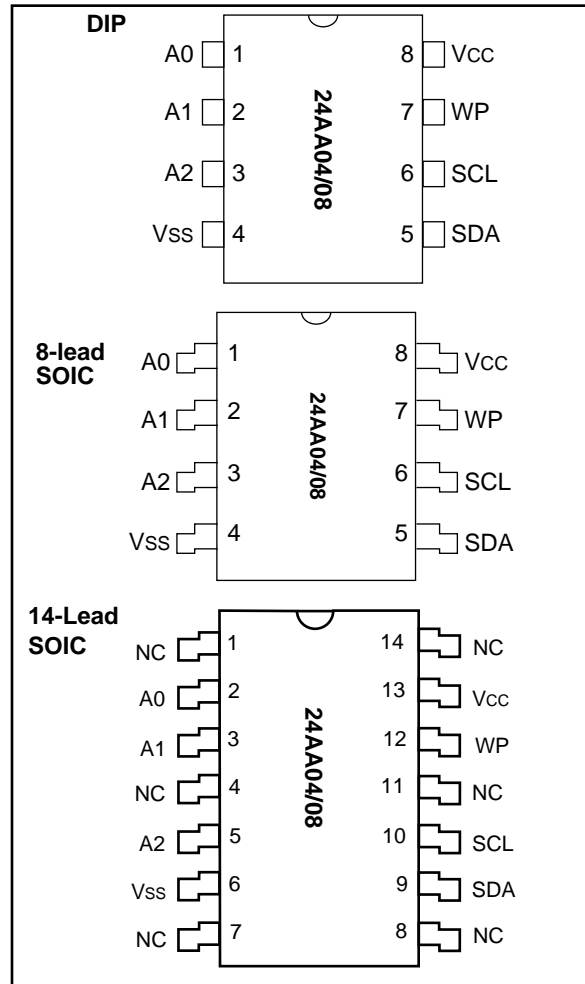 DIP
A0 1 8 VCC
A1 2 7 WP
A2 3 6 SCL
VSS 4 5 SDA
24AA04/08
8-lead
SOIC
A0 1 8 VCC
A1 2 7 WP
A2 3 6 SCL
VSS 4 5 SDA
24AA04/08
14-Lead
SOIC
NC 1 14 NC
A0 2 13 VCC
A1 3 12 WP
NC 4 11 NC
A2 5 10 SCL
VSS 6 9 SDA
NC 7 8 NC
24AA04/08